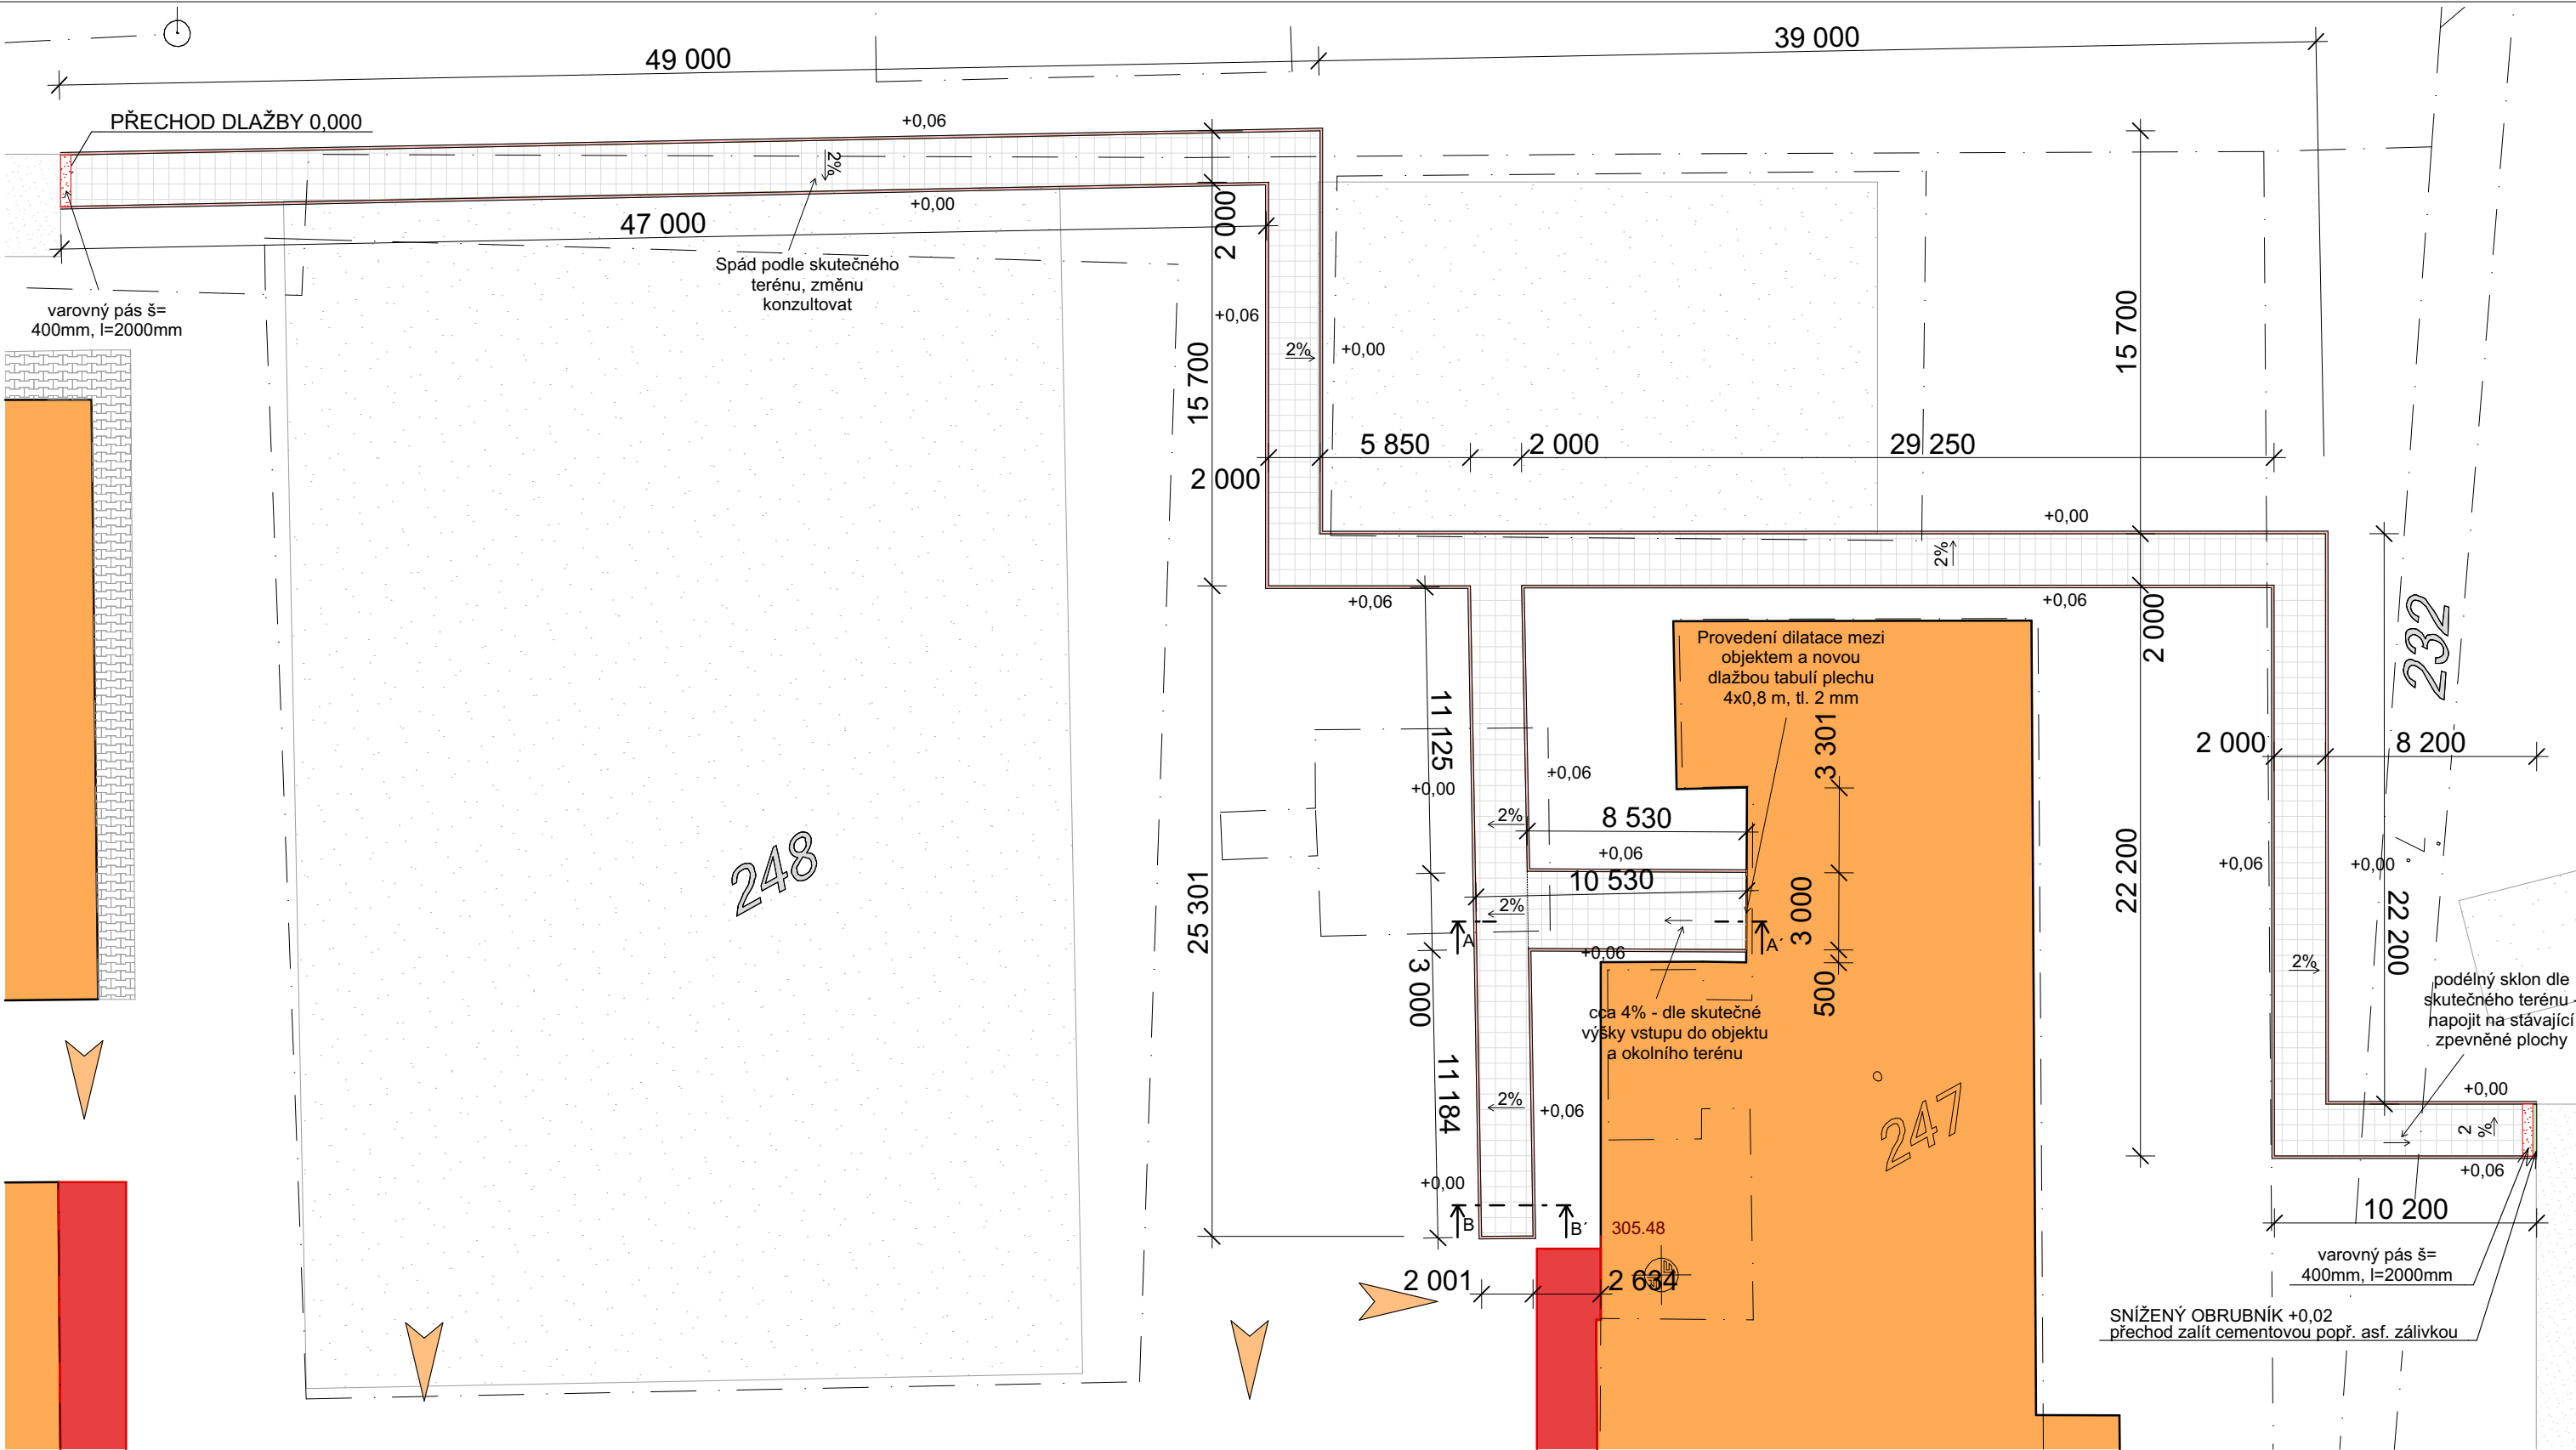 49 000
39 000
PŘECHOD DLAŽBY 0,000
+0,06
2%
+0,00
47 000
2 000
Spád podle skutečného
terénu, změnu
konzultovat
varovný pás š=
400mm, l=2000mm
+0,06
2%
+0,00
15 700
15 700
5 850
2 000
29 250
2 000
+0,00
2%
+0,06
+0,06
2 000
232
Provedení dilatace mezi
objektem a novou
dlažbou tabulí plechu
4x0,8 m, tl. 2 mm
11 125
3 301
+0,06
+0,00
2 000
8 200
2%
8 530
+0,06
10 530
2%
248
25 301
A
A´
3 000
+0,06
22 200
+0,06
+0,00
22 200
2%
3 000
500
cca 4% - dle skutečné
výšky vstupu do objektu
a okolního terénu
podélný sklon dle
skutečného terénu -
napojit na stávající
zpevněné plochy
11 184
2%
+0,06
247
+0,00
2
%
+0,06
+0,00
B
B´
305.48
10 200
2 001
2 634
varovný pás š=
400mm, l=2000mm
SNÍŽENÝ OBRUBNÍK +0,02
přechod zalít cementovou popř. asf. zálivkou